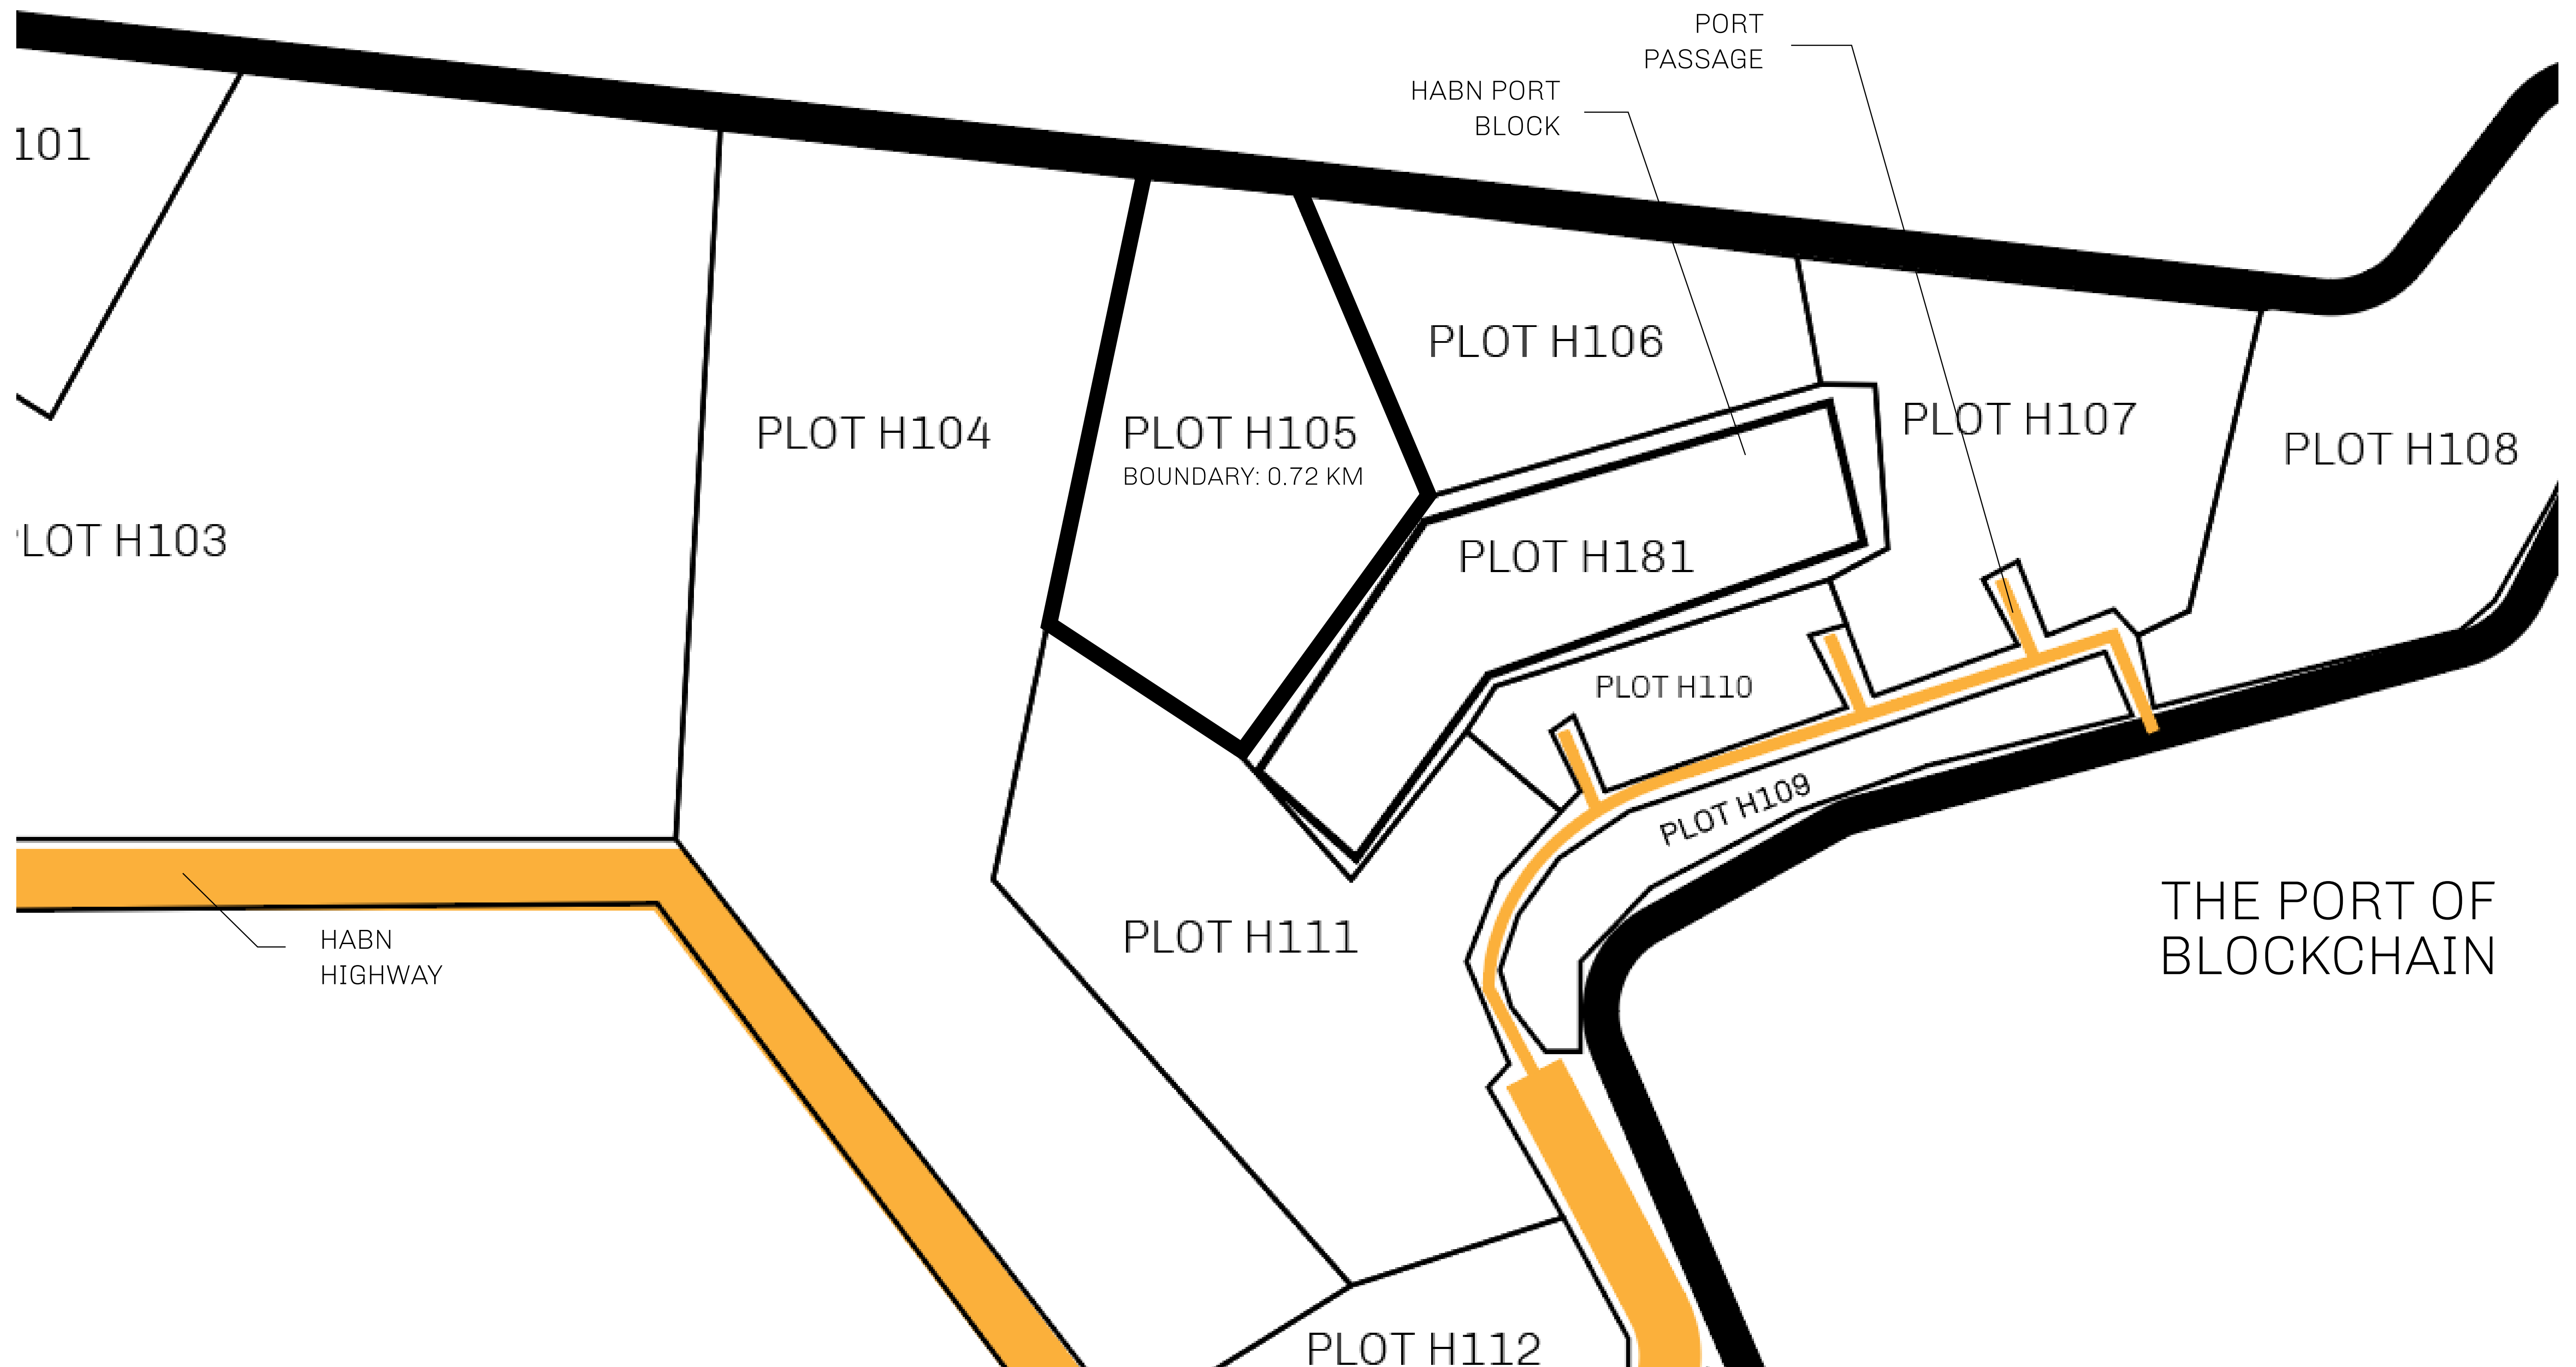 PORT
PASSAGE
HABN PORT
BLOCK
101
PLOT H106
PLOT H107
PLOT H104
PLOT H105
BOUNDARY: 0.72 KM
PLOT H108
LOT H103
PLOT H181
PLOT H110
PLOT H109
THE PORT OF
BLOCKCHAIN
PLOT H111
HABN
HIGHWAY
PLOT H112